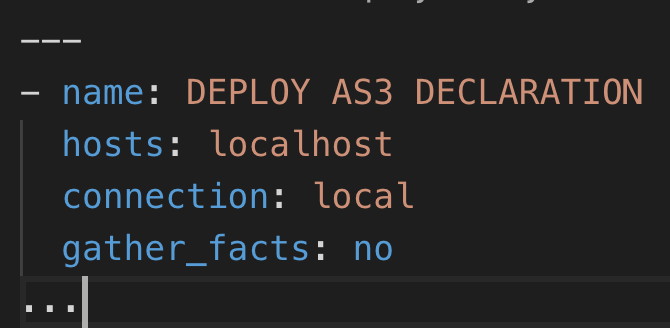 ---
- name: DEPLOY AS3 DECLARATION
  hosts: localhost
  connection: local
  gather_facts: no
...